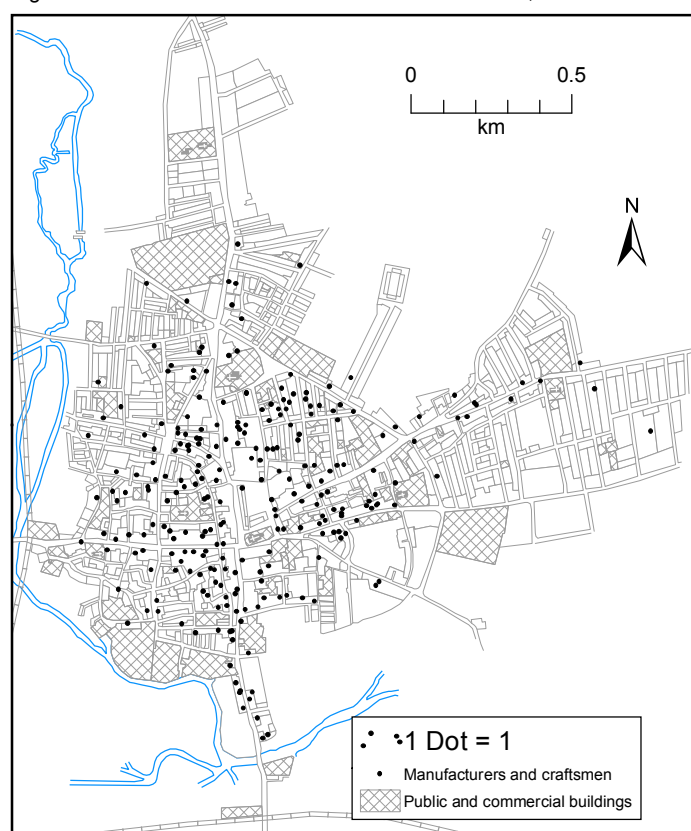 0 0.5
km
N
1 Dot = 1
Manufacturers and craftsmen
Public and commercial buildings